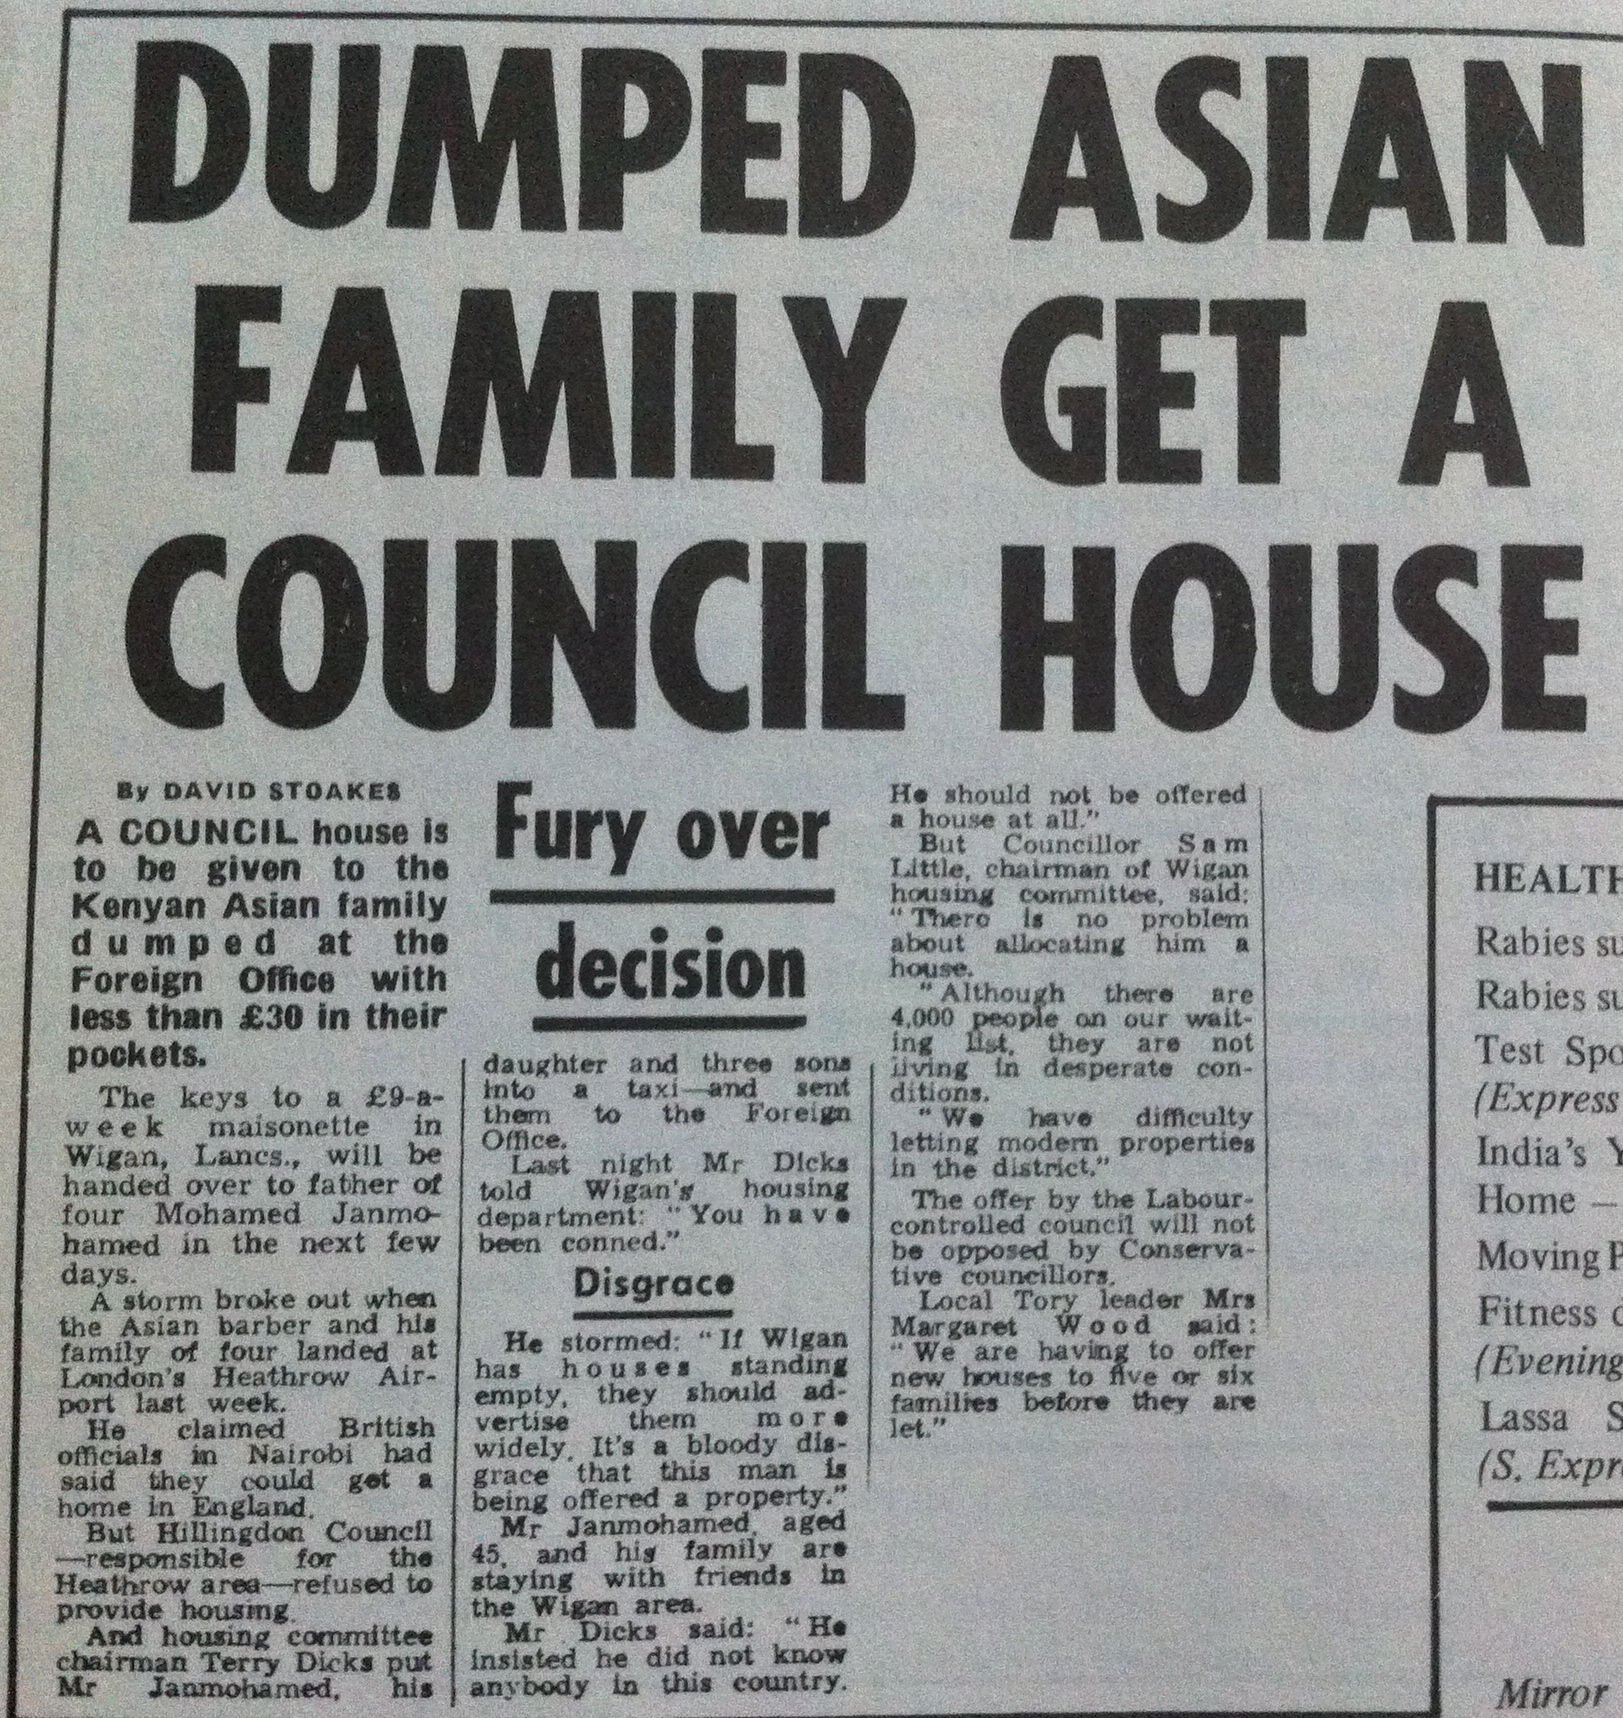 DUMPED ASIAN
FAMILY GET A
COUNCIL HOUSE
By DAVID STOAKES
A COUNCIL house is
to be given to the
Kenyan Asian family
dumped at the
Foreign Office with
less than £30 in their
pockets.
The keys to a £9-a-
week maisonette in
Wigan, Lancs., will be
handed over to father of
four Mohamed Janmo-
hamed in the next few
days.
A storm broke out when
the Asian barber and his
family of four landed at
London's Heathrow Air-
port last week.
He claimed British
officials in Nairobi had
said they could get a
home in England.
But Hillingdon Council
—responsible for the
Heathrow area—refused to
provide housing.
And housing committee
chairman Terry Dicks put
Mr Janmohamed, his
Fury over
decision
daughter and three sons
into a taxi—and sent
them to the Foreign
Office.
Last night Mr Dicks
told Wigan's housing
department: "You have
been conned."
Disgrace
He stormed: "If Wigan
has houses standing
empty, they should ad-
vertise them more
widely. It's a bloody dis-
grace that this man is
being offered a property."
Mr Janmohamed, aged
45, and his family are
staying with friends in
the Wigan area.
Mr Dicks said: "He
insisted he did not know
anybody in this country.
He should not be offered
a house at all."
But Councillor Sam
Little, chairman of Wigan
housing committee, said:
"There is no problem
about allocating him a
house.
"Although there are
4,000 people on our wait-
ing list, they are not
living in desperate con-
ditions.
"We have difficulty
letting modern properties
in the district."
The offer by the Labour-
controlled council will not
be opposed by Conserva-
tive councillors.
Local Tory leader Mrs
Margaret Wood said:
"We are having to offer
new houses to five or six
families before they are
let."
HEALTH
Rabies su
Rabies su
Test Spo
(Express
India's Y
Home —
Moving P
Fitness
(Evening
Lassa S
(S. Expr
Mirror